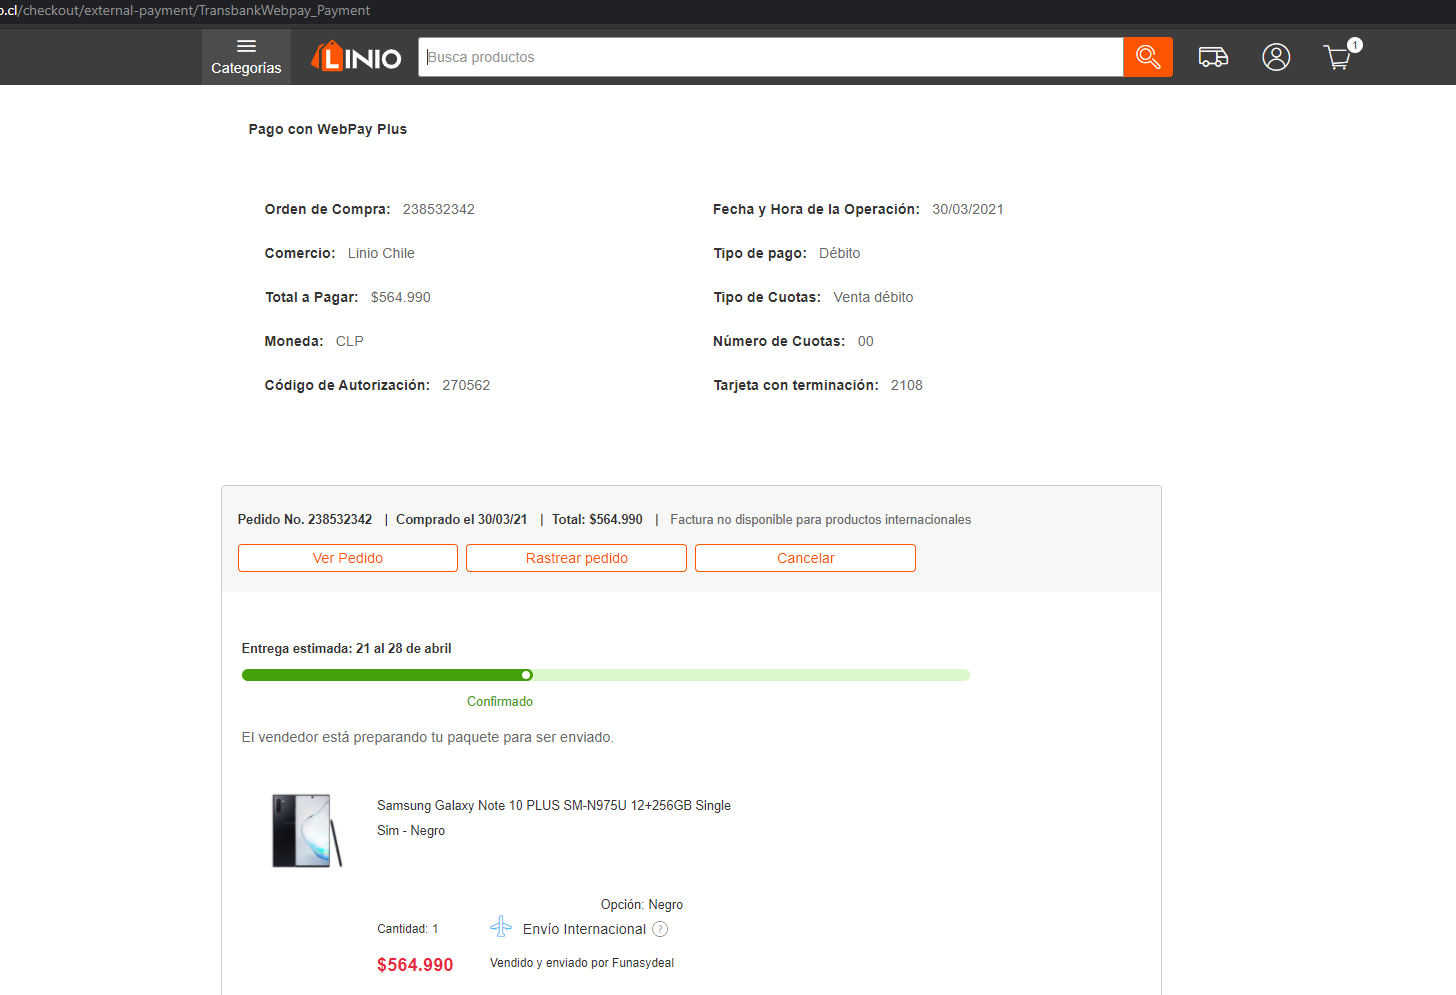 o.cl/checkout/external-payment/TransbankWebpay_Payment
Categorías
LINIO
Busca productos
1
Pago con WebPay Plus
Orden de Compra: 238532342
Fecha y Hora de la Operación: 30/03/2021
Comercio: Linio Chile
Tipo de pago: Débito
Total a Pagar: $564.990
Tipo de Cuotas: Venta débito
Moneda: CLP
Número de Cuotas: 00
Código de Autorización: 270562
Tarjeta con terminación: 2108
Pedido No. 238532342 | Comprado el 30/03/21 | Total: $564.990 | Factura no disponible para productos internacionales
Ver Pedido
Rastrear pedido
Cancelar
Entrega estimada: 21 al 28 de abril
Confirmado
El vendedor está preparando tu paquete para ser enviado.
Samsung Galaxy Note 10 PLUS SM-N975U 12+256GB Single
Sim - Negro
Opción: Negro
Cantidad: 1
Envío Internacional ?
$564.990
Vendido y enviado por Funasydeal